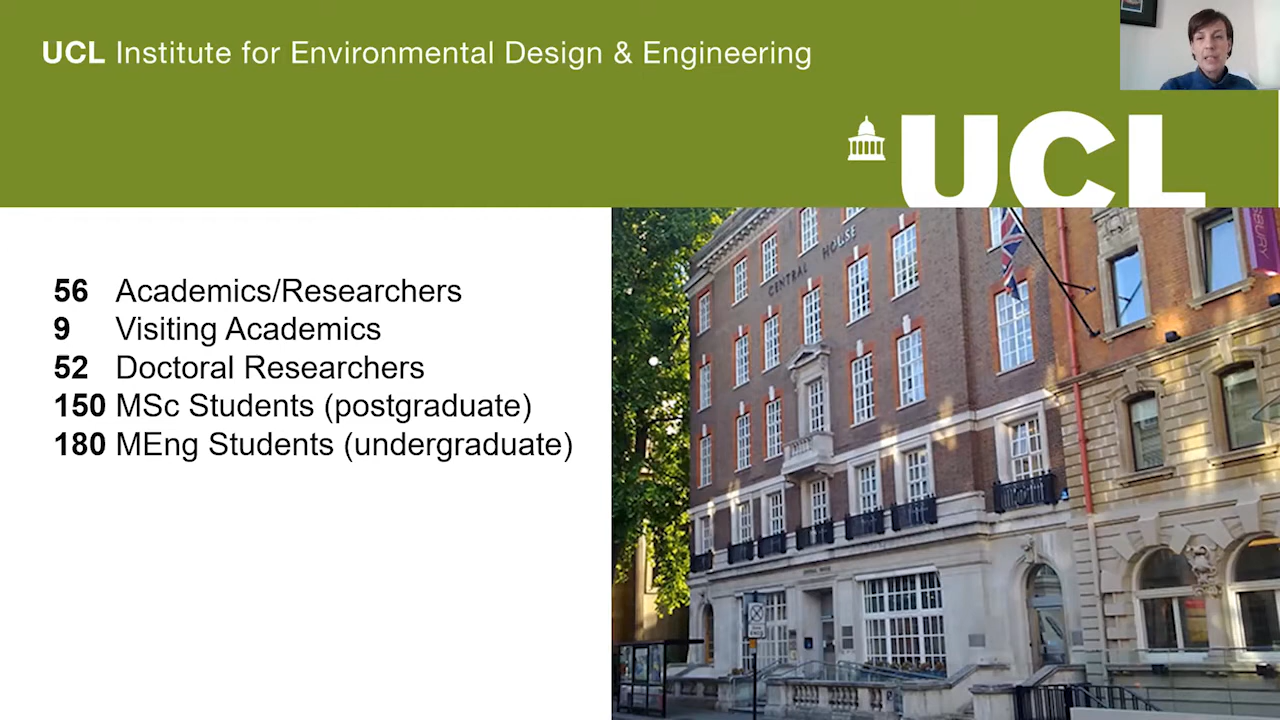 UCL Institute for Environmental Design & Engineering
UCL
56 Academics/Researchers
9 Visiting Academics
52 Doctoral Researchers
150 MSc Students (postgraduate)
180 MEng Students (undergraduate)
CENTRAL HOUSE